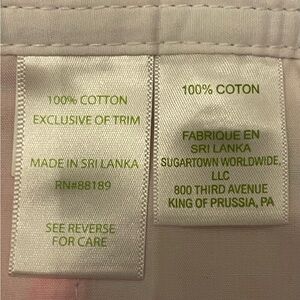 100% COTTON
EXCLUSIVE OF TRIM
MADE IN SRI LANKA
RN#88189
SEE REVERSE
FOR CARE
100% COTON
FABRIQUE EN
SRI LANKA
SUGARTOWN WORLDWIDE,
LLC
800 THIRD AVENUE
KING OF PRUSSIA, PA